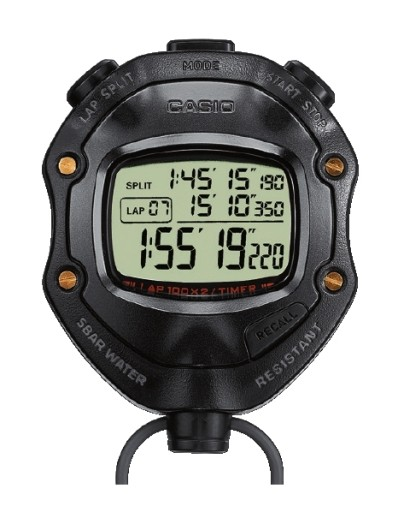 MODE
LAP SPLIT
START STOP
CASIO
SPLIT 1:45' 15"190
LAP 07 15' 10"350
1:55' 19"220
LAP 100×2/TIMER
RECALL
5BAR WATER
RESISTANT